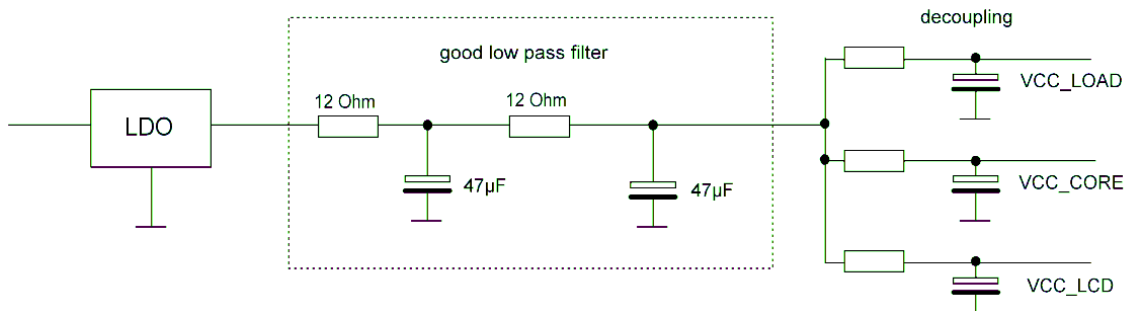 decoupling
good low pass filter
VCC_LOAD
12 Ohm
12 Ohm
LDO
47µF
47µF
VCC_CORE
VCC_LCD